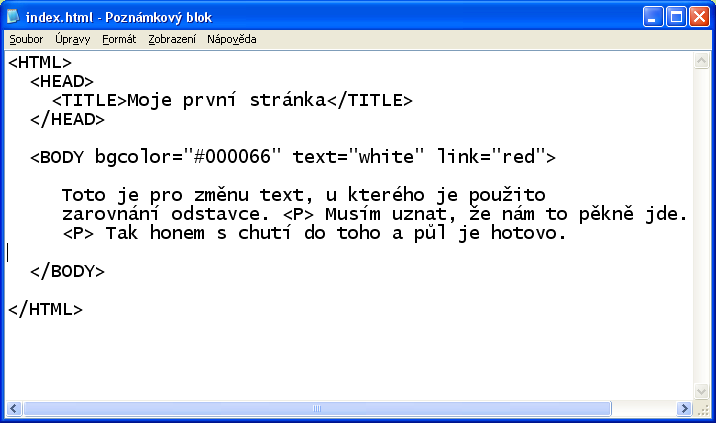 index.html - Poznámkový blok
Soubor Úpravy Formát Zobrazení Nápověda
<HTML>
<HEAD>
<TITLE>Moje první stránka</TITLE>
</HEAD>
<BODY bgcolor="#000066" text="white" link="red">
Toto je pro změnu text, u kterého je použito
zarovnání odstavce. <P> Musím uznat, že nám to pěkně jde.
<P> Tak honem s chutí do toho a půl je hotovo.
</BODY>
</HTML>